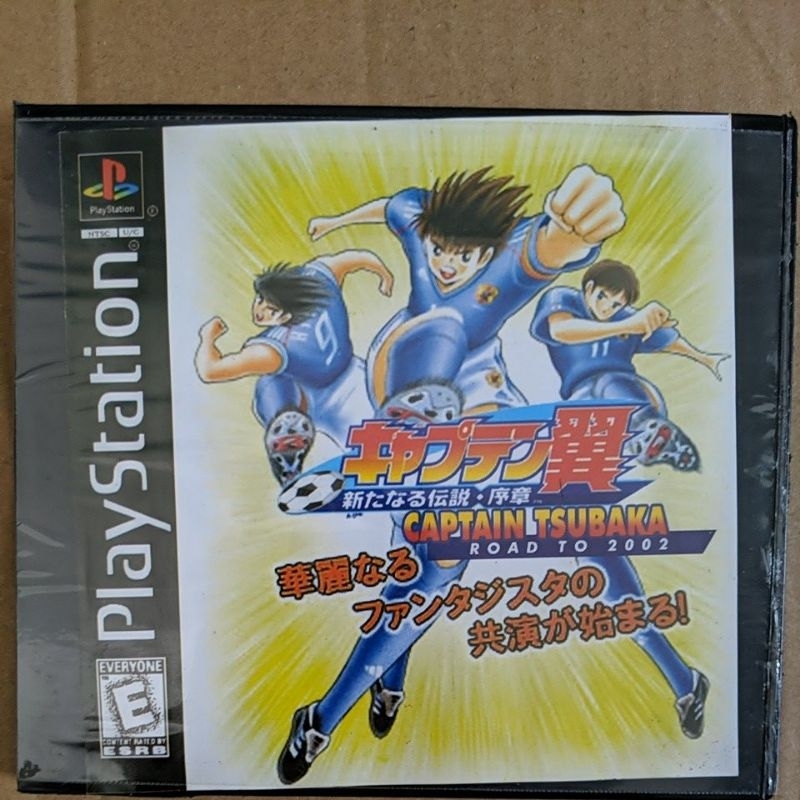 PlayStation
NTSC U/C
PlayStation
EVERYONE
E
CONTENT RATED BY
ESRB
9
11
キャプテン翼
新たなる伝説・序章
CAPTAIN TSUBAKA
ROAD TO 2002
華麗なる
ファンタジスタの
共演が始まる!